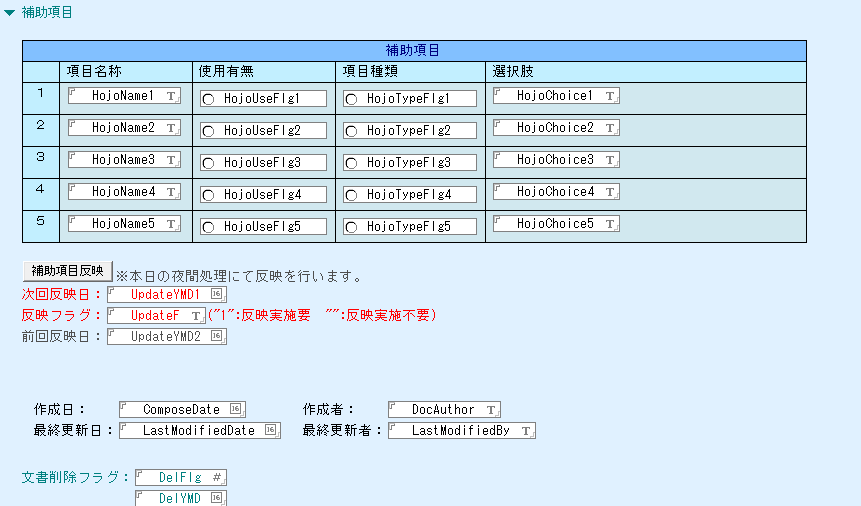 補助項目
補助項目
項目名称 使用有無 項目種類 選択肢
1 HojoName1 T HojoUseFlg1 HojoTypeFlg1 HojoChoice1 T
2 HojoName2 T HojoUseFlg2 HojoTypeFlg2 HojoChoice2 T
3 HojoName3 T HojoUseFlg3 HojoTypeFlg3 HojoChoice3 T
4 HojoName4 T HojoUseFlg4 HojoTypeFlg4 HojoChoice4 T
5 HojoName5 T HojoUseFlg5 HojoTypeFlg5 HojoChoice5 T
補助項目反映 ※本日の夜間処理にて反映を行います。
次回反映日： UpdateYMD1 16
反映フラグ： UpdateF T ("1":反映実施要 "":反映実施不要)
前回反映日： UpdateYMD2 16
作成日： ComposeDate 16 作成者： DocAuthor T
最終更新日： LastModifiedDate 16 最終更新者： LastModifiedBy T
文書削除フラグ： DelFlg #
DelYMD 16